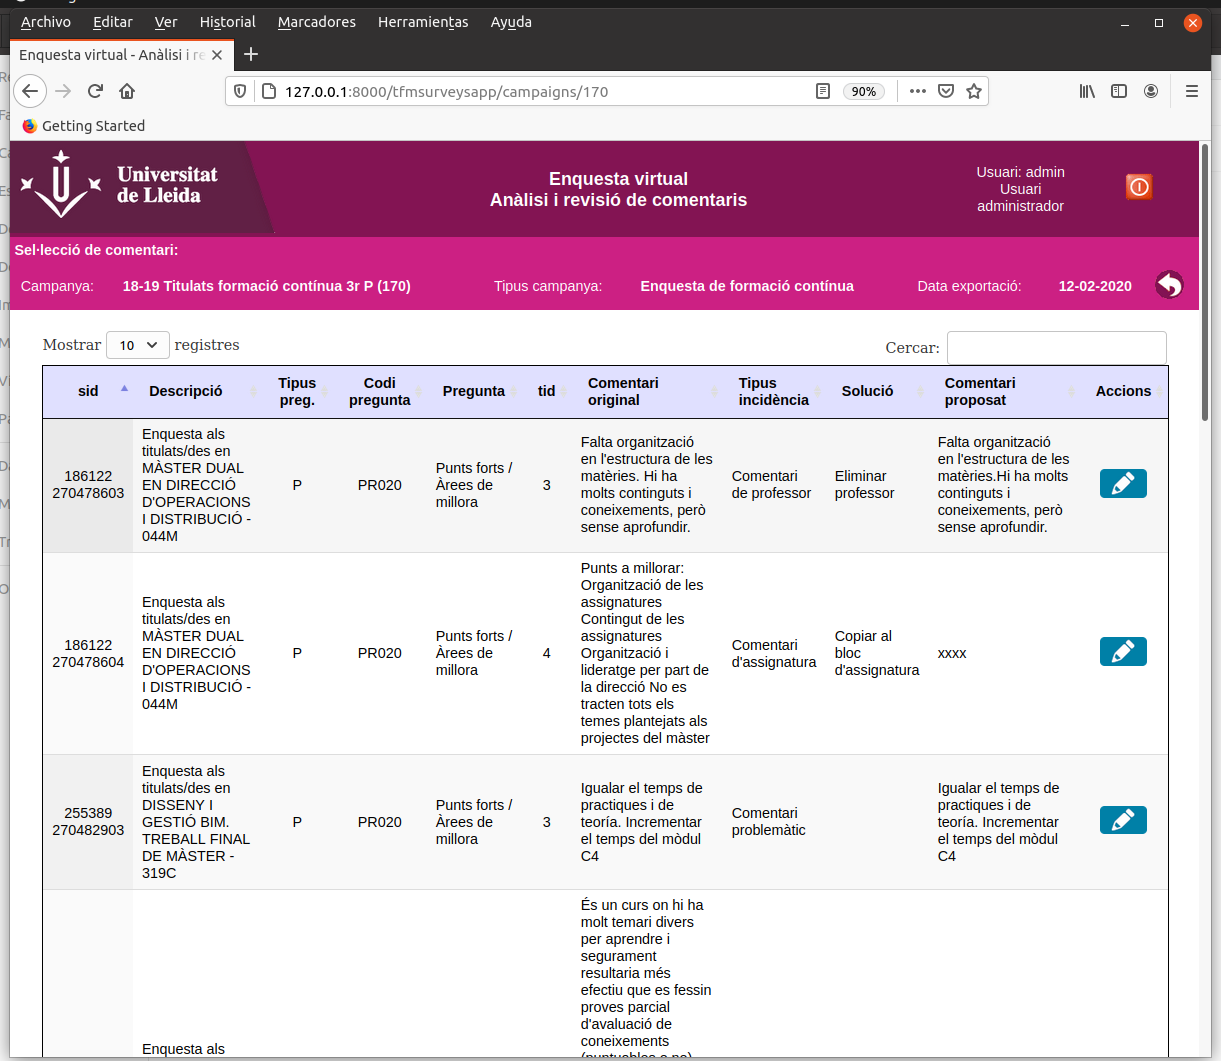 Archivo Editar Ver Historial Marcadores Herramientas Ayuda
Enquesta virtual - Anàlisi i re
127.0.0.1:8000/tfmsurveysapp/campaigns/170
90%
Getting Started
Universitat
de Lleida
Enquesta virtual
Anàlisi i revisió de comentaris
Usuari: admin
Usuari
administrador
Sel·lecció de comentari:
Campanya: 18-19 Titulats formació contínua 3r P (170) Tipus campanya: Enquesta de formació contínua Data exportació: 12-02-2020
Mostrar 10 registres
Cercar:
sid
Descripció
Tipus
preg.
Codi
pregunta
Pregunta
tid
Comentari
original
Tipus
incidència
Solució
Comentari
proposat
Accions
186122
270478603
Enquesta als
titulats/des en
MÀSTER DUAL
EN DIRECCIÓ
D'OPERACIONS
I DISTRIBUCIÓ -
044M
P
PR020
Punts forts /
Àrees de
millora
3
Falta organització
en l'estructura de les
matèries. Hi ha
molts continguts i
coneixements, però
sense aprofundir.
Comentari
de professor
Eliminar
professor
Falta organització
en l'estructura de les
matèries.Hi ha molts
continguts i
coneixements, però
sense aprofundir.
186122
270478604
Enquesta als
titulats/des en
MÀSTER DUAL
EN DIRECCIÓ
D'OPERACIONS
I DISTRIBUCIÓ -
044M
P
PR020
Punts forts /
Àrees de
millora
4
Punts a millorar:
Organització de les
assignatures
Contingut de les
assignatures
Organització i
lideratge per part de
la direcció No es
tracten tots els
temes plantejats als
projectes del màster
Comentari
d'assignatura
Copiar al
bloc
d'assignatura
xxxx
255389
270482903
Enquesta als
titulats/des en
DISSENY I
GESTIÓ BIM.
TREBALL FINAL
DE MÀSTER -
319C
P
PR020
Punts forts /
Àrees de
millora
3
Igualar el temps de
practiques i de
teoría. Incrementar
el temps del mòdul
C4
Comentari
problemàtic
Igualar el temps de
practiques i de
teoría. Incrementar
el temps del mòdul
C4
Enquesta als
És un curs on hi ha
molt temari divers
per aprendre i
segurament
resultaria més
efectiu que es fessin
proves parcial
d'avaluació de
coneixements
(puntuables o no)